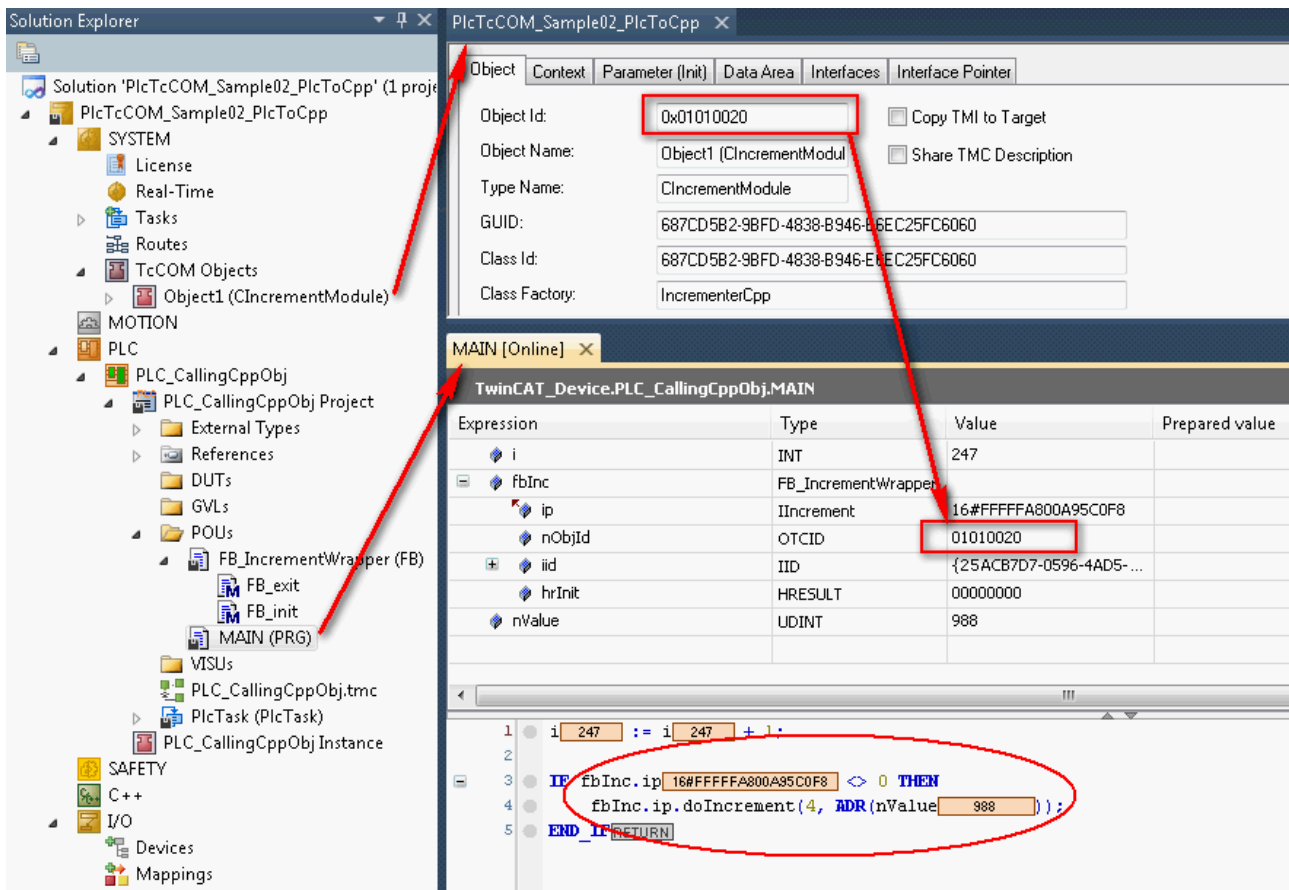 Solution Explorer
Solution 'PlcTcCOM_Sample02_PlcToCpp' (1 proje
PlcTcCOM_Sample02_PlcToCpp
SYSTEM
License
Real-Time
Tasks
Routes
TcCOM Objects
Object1 (CIncrementModule)
MOTION
PLC
PLC_CallingCppObj
PLC_CallingCppObj Project
External Types
References
DUTs
GVLs
POUs
FB_IncrementWrapper (FB)
FB_exit
FB_init
MAIN (PRG)
VISUs
PLC_CallingCppObj.tmc
PlcTask (PlcTask)
PLC_CallingCppObj Instance
SAFETY
C++
I/O
Devices
Mappings
PlcTcCOM_Sample02_PlcToCpp
Object Context Parameter (Init) Data Area Interfaces Interface Pointer
Object Id: 0x01010020 Copy TMI to Target
Object Name: Object1 (CIncrementModul Share TMC Description
Type Name: CIncrementModule
GUID: 687CD5B2-9BFD-4838-B946-E6EC25FC6060
Class Id: 687CD5B2-9BFD-4838-B946-E6EC25FC6060
Class Factory: IncrementerCpp
MAIN [Online]
TwinCAT_Device.PLC_CallingCppObj.MAIN
Expression Type Value Prepared value
i INT 247
fbInc FB_IncrementWrapper
ip IIncrement 16#FFFFFA800A95C0F8
nObjId OTCID 01010020
iid IID {25ACB7D7-0596-4AD5-...
hrInit HRESULT 00000000
nValue UDINT 988
1 i 247 := i 247 + 1;
2
3 IF fbInc.ip 16#FFFFFA800A95C0F8 <> 0 THEN
4 fbInc.ip.doIncrement(4, ADR(nValue 988 ));
5 END_IF RETURN